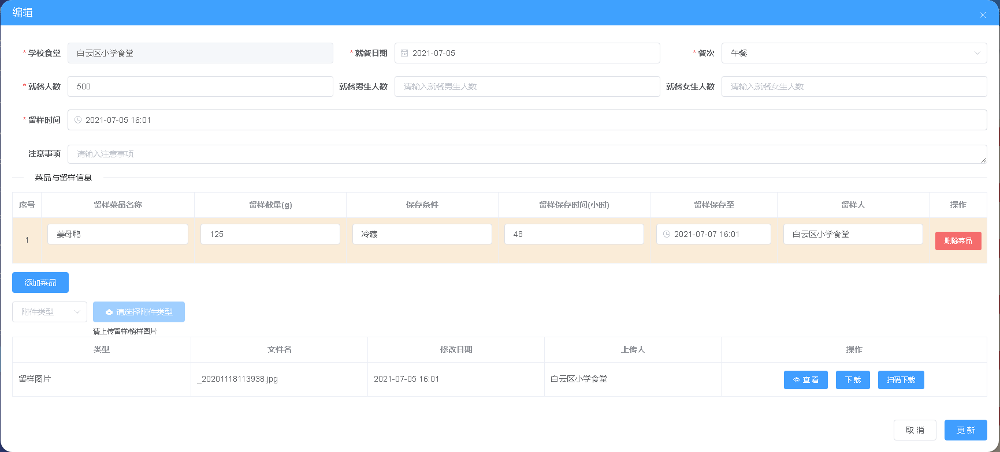 编辑
*学校食堂 白云区小学食堂 *就餐日期 2021-07-05 *餐次 午餐
*就餐人数 500 就餐男生人数 请输入就餐男生人数 就餐女生人数 请输入就餐女生人数
*留样时间 2021-07-05 16:01
注意事项 请输入注意事项
菜品与留样信息
序号 留样菜品名称 留样数量(g) 保存条件 留样保存时间(小时) 留样保存至 留样人 操作
1 姜母鸭 125 冷藏 48 2021-07-07 16:01 白云区小学食堂 删除菜品
添加菜品
附件类型 请选择附件类型
请上传留样/销样图片
类型 文件名 修改日期 上传人 操作
留样图片 _20201118113938.jpg 2021-07-05 16:01 白云区小学食堂 查看 下载 扫码下载
取消 更新